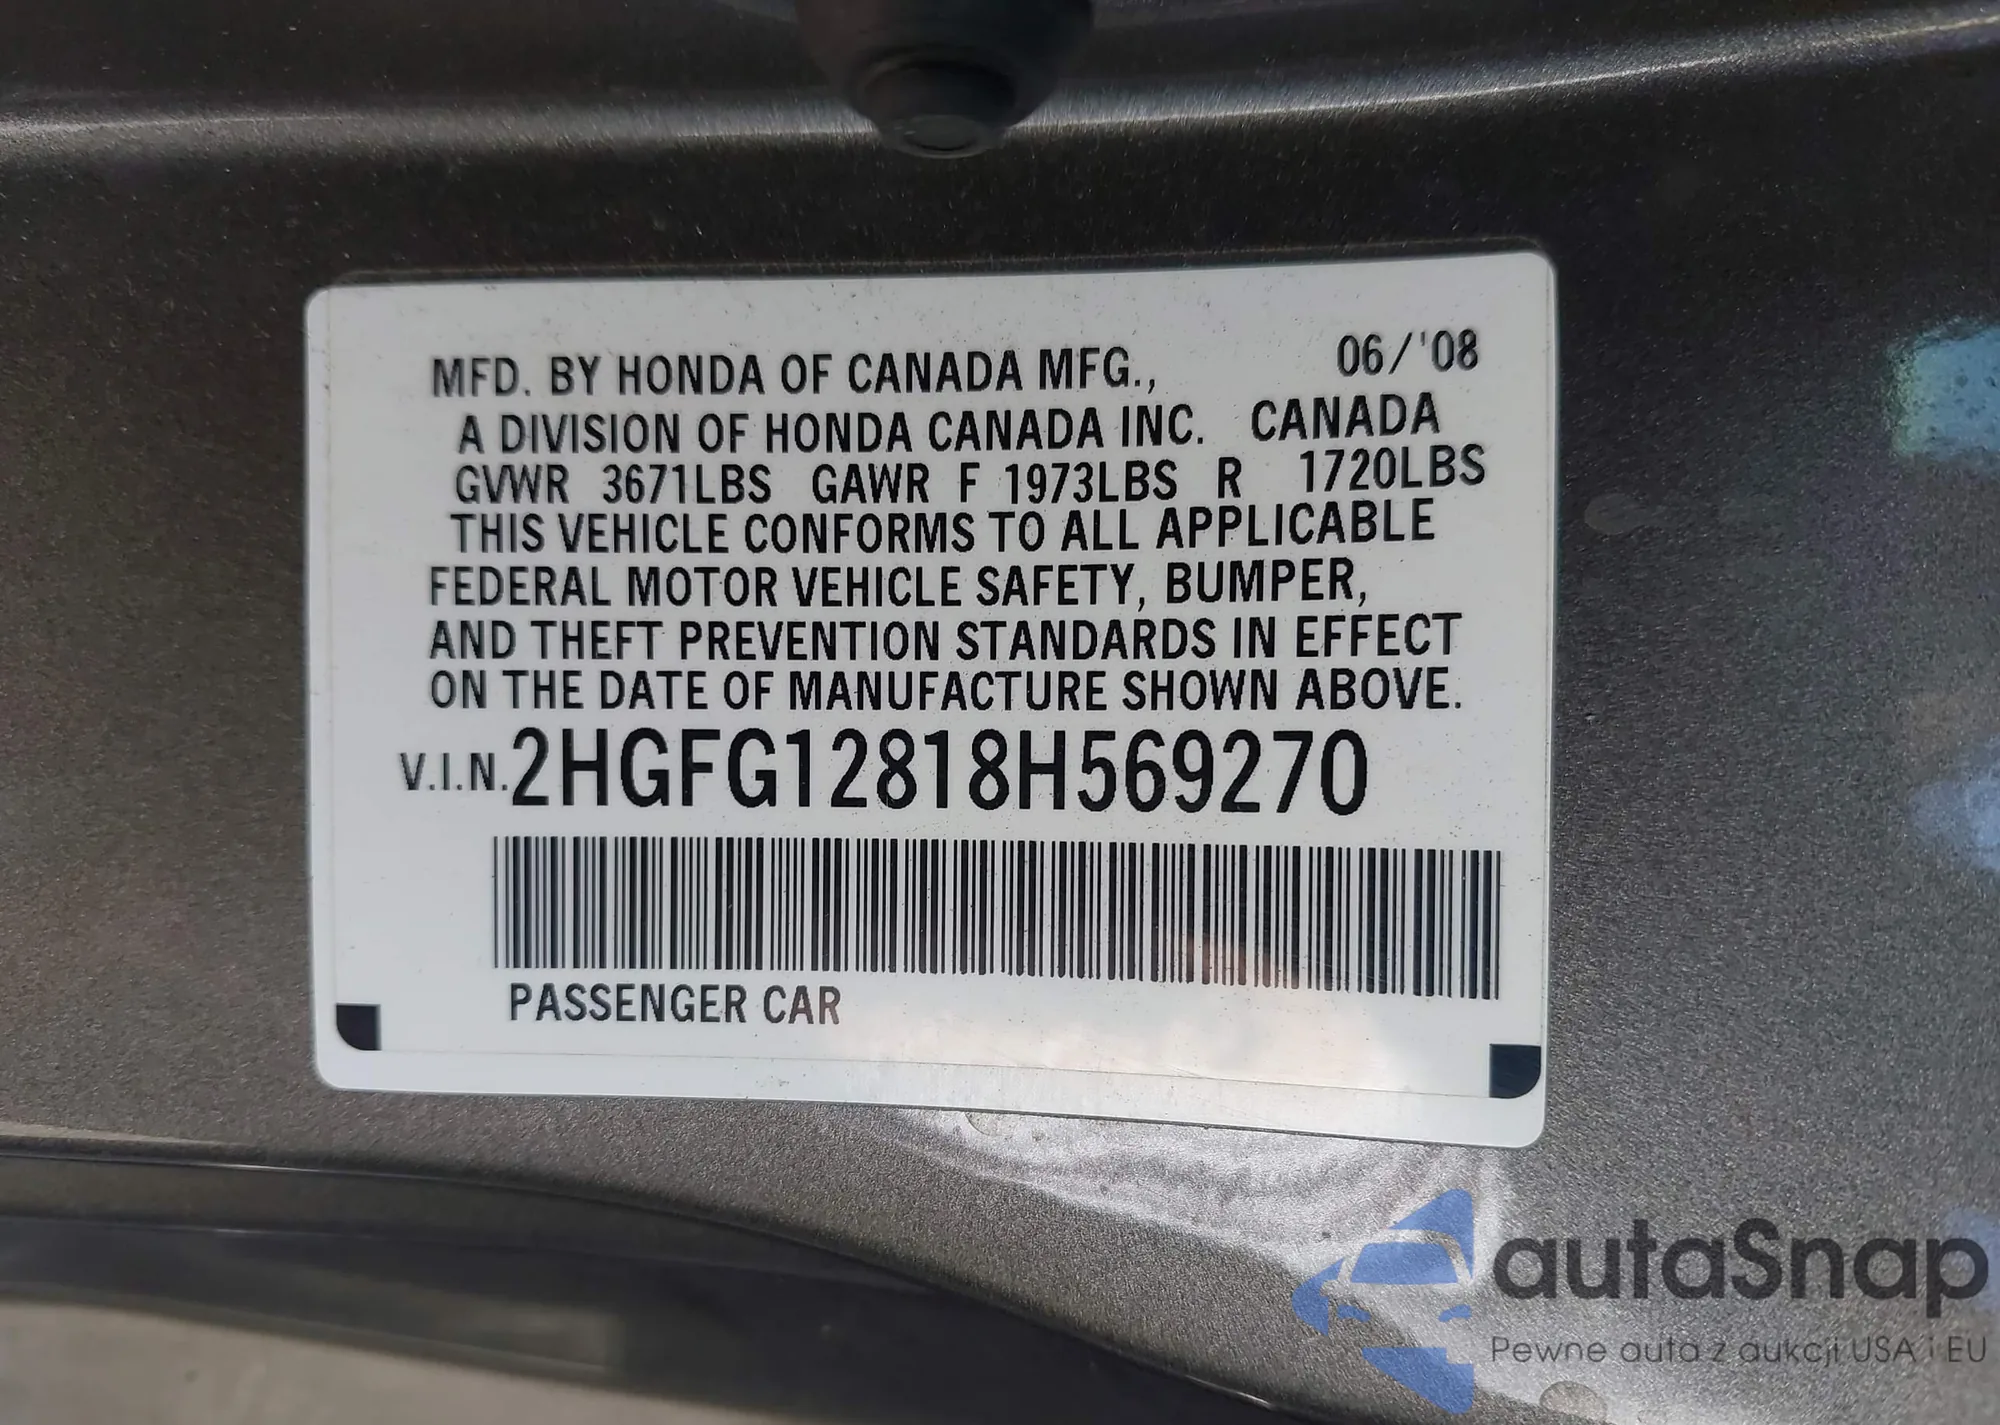 MFD. BY HONDA OF CANADA MFG., 06/'08
A DIVISION OF HONDA CANADA INC. CANADA
GVWR 3671LBS GAWR F 1973LBS R 1720LBS
THIS VEHICLE CONFORMS TO ALL APPLICABLE
FEDERAL MOTOR VEHICLE SAFETY, BUMPER,
AND THEFT PREVENTION STANDARDS IN EFFECT
ON THE DATE OF MANUFACTURE SHOWN ABOVE.
V.I.N. 2HGFG12818H569270
PASSENGER CAR
autaSnap
Pewne auta z aukcji USA i EU